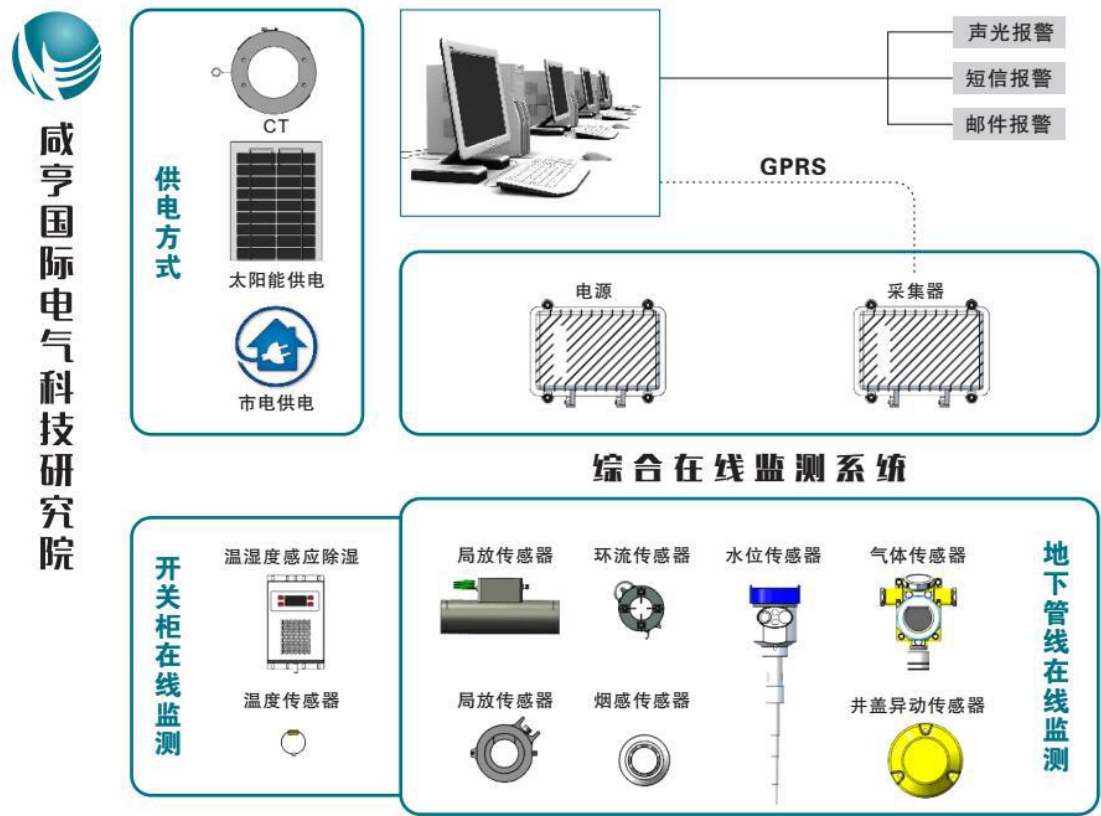 咸亨国际电气科技研究院
供电方式
CT
太阳能供电
市电供电
声光报警
短信报警
邮件报警
GPRS
电源
采集器
综合在线监测系统
开关柜在线监测
温湿度感应除湿
温度传感器
局放传感器
环流传感器
水位传感器
气体传感器
局放传感器
烟感传感器
井盖异动传感器
地下管线在线监测